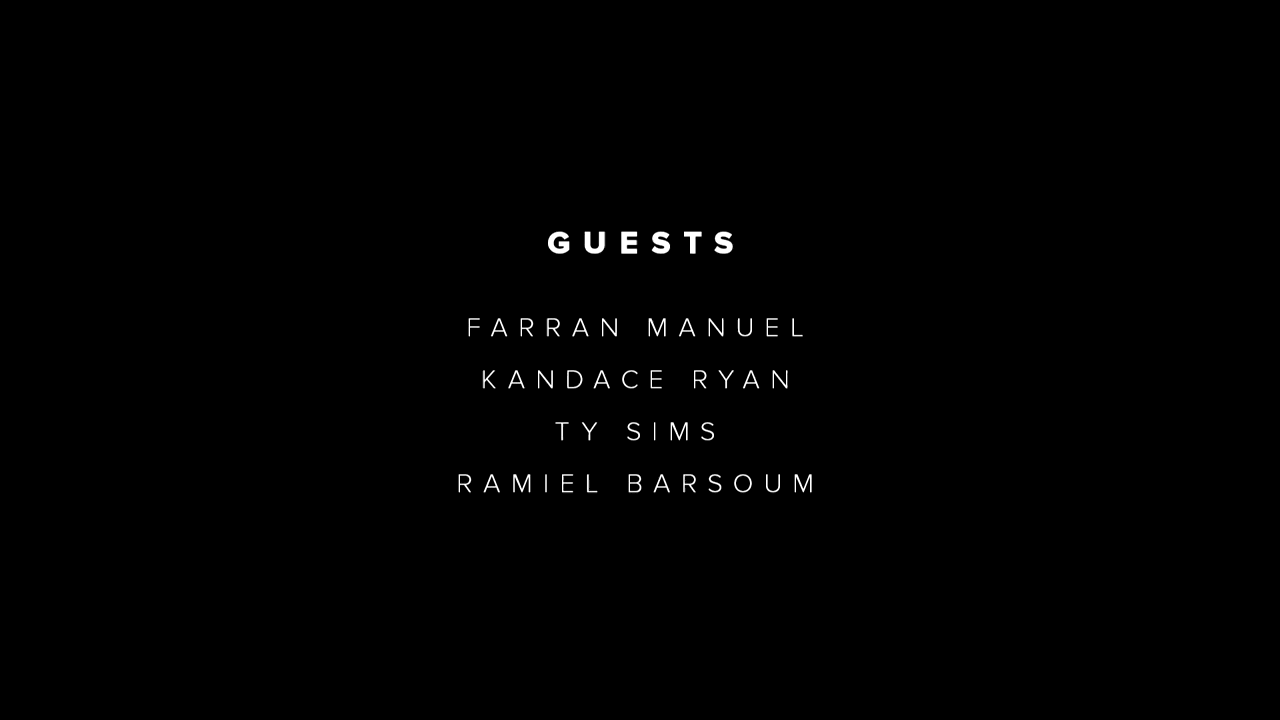 GUESTS
FARRAN MANUEL
KANDACE RYAN
TY SIMS
RAMIEL BARSOUM